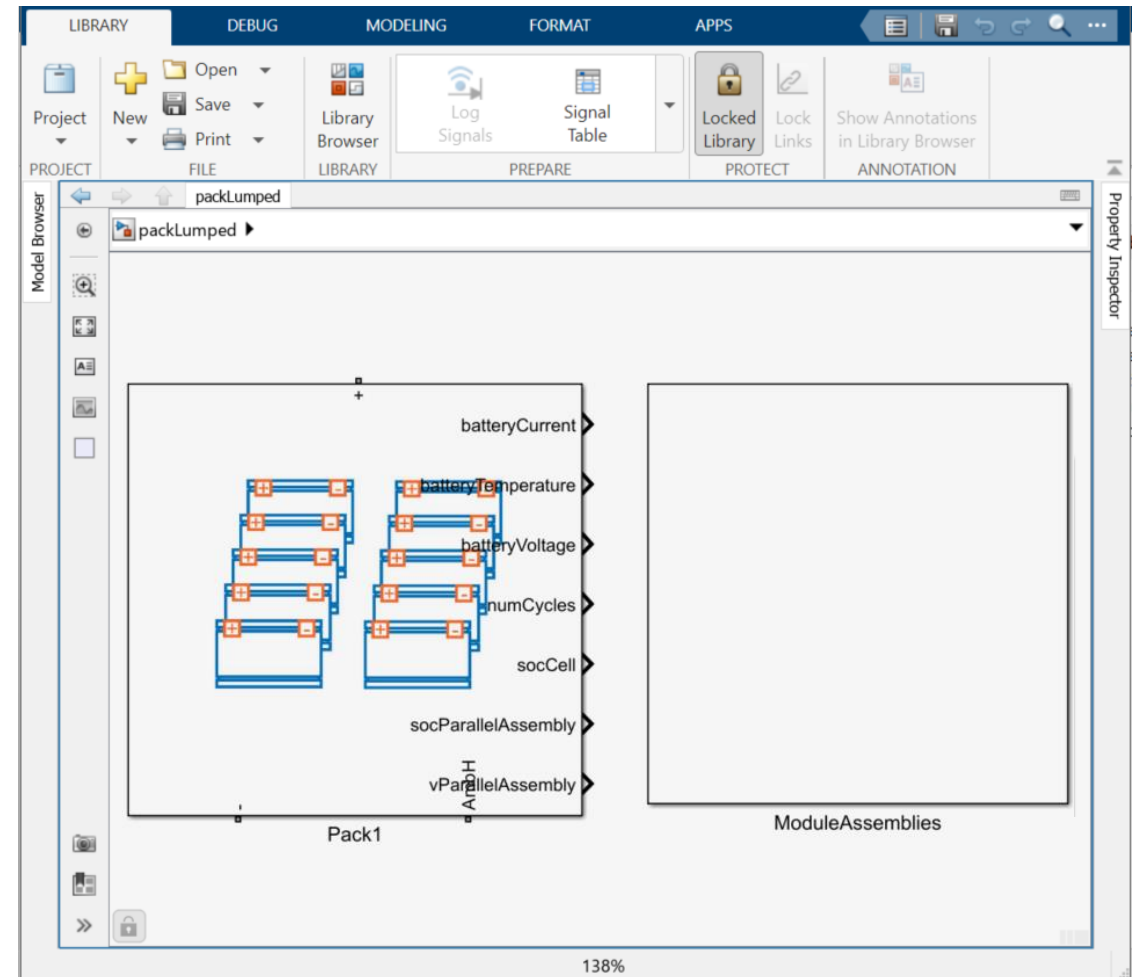 LIBRARY DEBUG MODELING FORMAT APPS
Project
New
Open
Save
Print
Library
Browser
Log
Signals
Signal
Table
Locked
Library
Lock
Links
Show Annotations
in Library Browser
PROJECT FILE LIBRARY PREPARE PROTECT ANNOTATION
Model Browser
packLumped
packLumped
Property Inspector
+
batteryCurrent
batteryTemperature
batteryVoltage
numCycles
socCell
socParallelAssembly
vParallelAssembly
-
AmbH
Pack1
ModuleAssemblies
138%